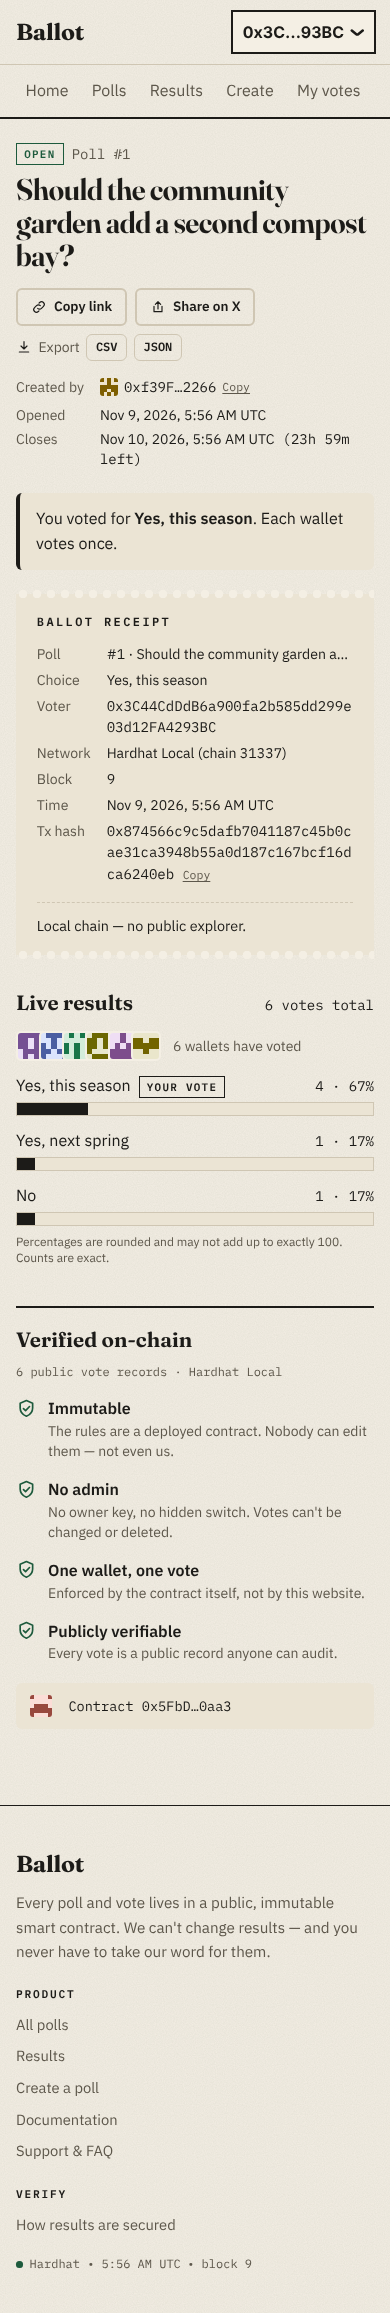 Ballot
0x3C...93BC
Home Polls Results Create My votes
OPEN Poll #1
Should the community
garden add a second compost
bay?
Copy link Share on X
Export CSV JSON
Created by 0xf39F…2266 Copy
Opened Nov 9, 2026, 5:56 AM UTC
Closes Nov 10, 2026, 5:56 AM UTC (23h 59m
left)
You voted for Yes, this season. Each wallet
votes once.
BALLOT RECEIPT
Poll #1 · Should the community garden a…
Choice Yes, this season
Voter 0x3C44CdDdB6a900fa2b585dd299e
03d12FA4293BC
Network Hardhat Local (chain 31337)
Block 9
Time Nov 9, 2026, 5:56 AM UTC
Tx hash 0x874566c9c5dafb7041187c45b0c
ae31ca3948b55a0d187c167bcf16d
ca6240eb Copy
Local chain — no public explorer.
Live results 6 votes total
6 wallets have voted
Yes, this season YOUR VOTE 4 · 67%
Yes, next spring 1 · 17%
No 1 · 17%
Percentages are rounded and may not add up to exactly 100.
Counts are exact.
Verified on-chain
6 public vote records · Hardhat Local
Immutable
The rules are a deployed contract. Nobody can edit
them — not even us.
No admin
No owner key, no hidden switch. Votes can't be
changed or deleted.
One wallet, one vote
Enforced by the contract itself, not by this website.
Publicly verifiable
Every vote is a public record anyone can audit.
Contract 0x5FbD…0aa3
Ballot
Every poll and vote lives in a public, immutable
smart contract. We can't change results — and you
never have to take our word for them.
PRODUCT
All polls
Results
Create a poll
Documentation
Support & FAQ
VERIFY
How results are secured
Hardhat • 5:56 AM UTC • block 9